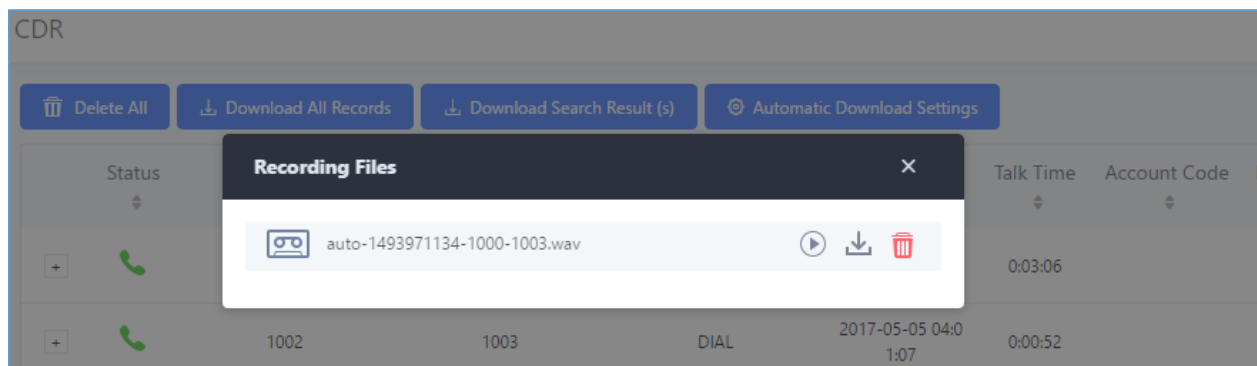 CDR
Delete All
Download All Records
Download Search Result (s)
Automatic Download Settings
Status
Talk Time
Account Code
Recording Files
auto-1493971134-1000-1003.wav
0:03:06
1002
1003
DIAL
2017-05-05 04:0
1:07
0:00:52